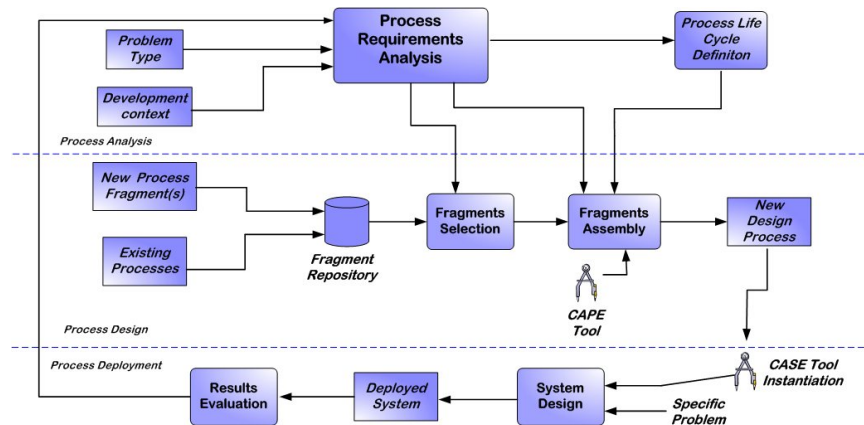 Problem
Type
Process
Requirements
Analysis
Process Life
Cycle
Definiton
Development
context
Process Analysis
New Process
Fragment(s)
Existing
Processes
Fragment
Repository
Fragments
Selection
Fragments
Assembly
New
Design
Process
CAPE
Tool
Process Design
Process Deployment
Results
Evaluation
Deployed
System
System
Design
CASE Tool
Instantiation
Specific
Problem